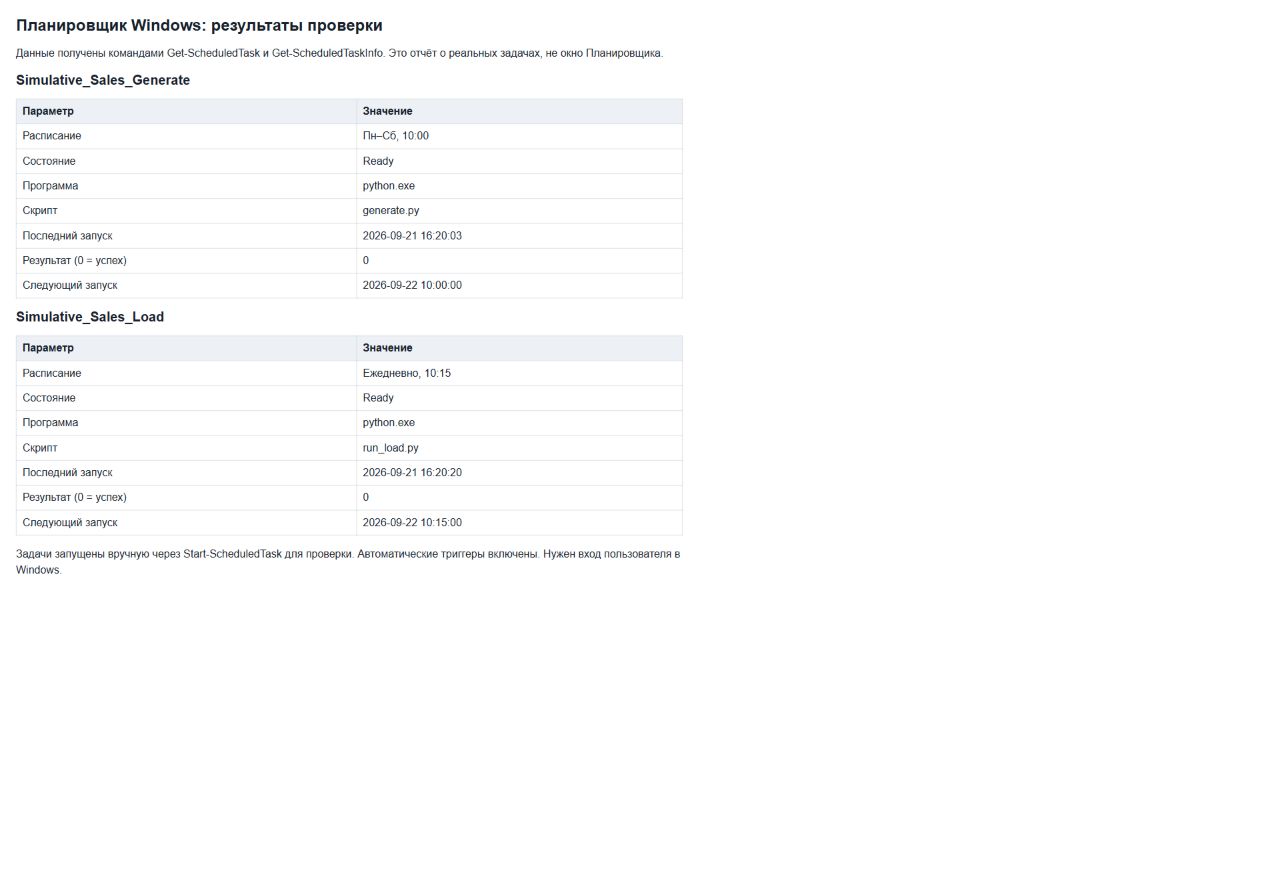 Планировщик Windows: результаты проверки
Данные получены командами Get-ScheduledTask и Get-ScheduledTaskInfo. Это отчёт о реальных задачах, не окно Планировщика.
Simulative_Sales_Generate
Параметр Значение
Расписание Пн–Сб, 10:00
Состояние Ready
Программа python.exe
Скрипт generate.py
Последний запуск 2026-09-21 16:20:03
Результат (0 = успех) 0
Следующий запуск 2026-09-22 10:00:00
Simulative_Sales_Load
Параметр Значение
Расписание Ежедневно, 10:15
Состояние Ready
Программа python.exe
Скрипт run_load.py
Последний запуск 2026-09-21 16:20:20
Результат (0 = успех) 0
Следующий запуск 2026-09-22 10:15:00
Задачи запущены вручную через Start-ScheduledTask для проверки. Автоматические триггеры включены. Нужен вход пользователя в
Windows.